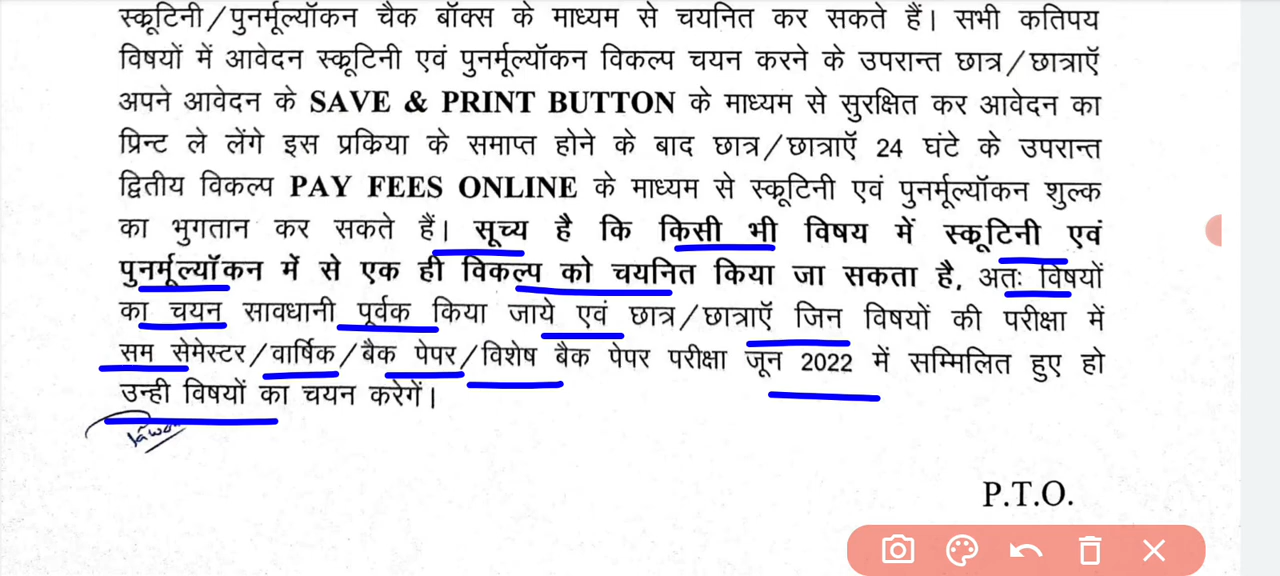 स्कूटिनी/पुनर्मूल्यॉकन चैक बॉक्स के माध्यम से चयनित कर सकते हैं। सभी कतिपय
विषयों में आवेदन स्कूटिनी एवं पुनर्मूल्यॉकन विकल्प चयन करने के उपरान्त छात्र/छात्राऍ
अपने आवेदन के SAVE & PRINT BUTTON के माध्यम से सुरक्षित कर आवेदन का
प्रिन्ट ले लेंगे इस प्रकिया के समाप्त होने के बाद छात्र/छात्राऍ 24 घंटे के उपरान्त
द्वितीय विकल्प PAY FEES ONLINE के माध्यम से स्कूटिनी एवं पुनर्मूल्यॉकन शुल्क
का भुगतान कर सकते हैं। सूच्य है कि किसी भी विषय में स्कूटिनी एवं
पुनर्मूल्यॉकन में से एक ही विकल्प को चयनित किया जा सकता है, अतः विषयों
का चयन सावधानी पूर्वक किया जाये एवं छात्र/छात्राऍ जिन विषयों की परीक्षा में
सम सेमेस्टर/वार्षिक/बैक पेपर/विशेष बैक पेपर परीक्षा जून 2022 में सम्मिलित हुए हो
उन्ही विषयों का चयन करेगें।
P.T.O.